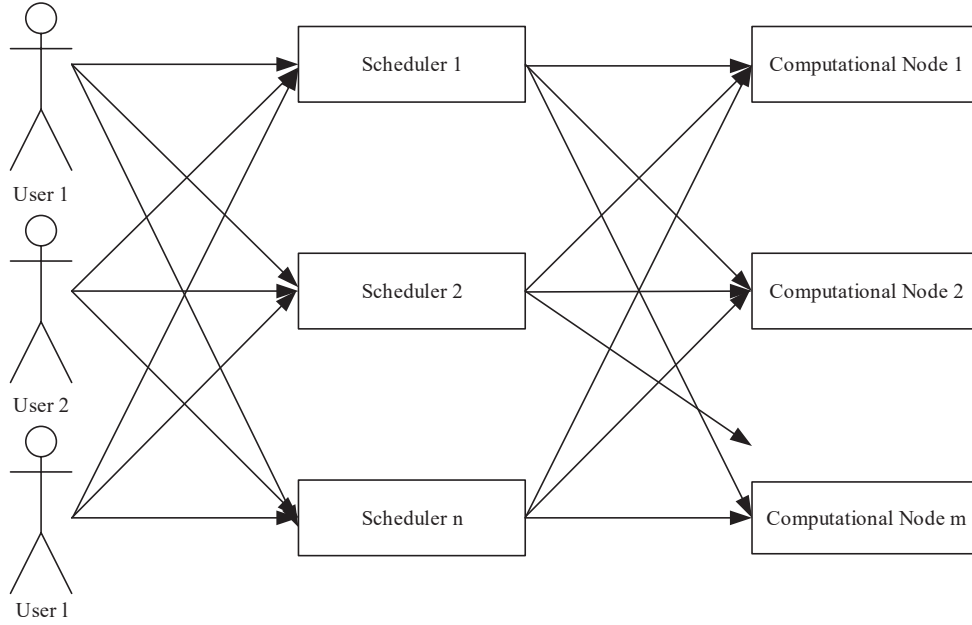 Scheduler 1
Computational Node 1
User 1
Scheduler 2
Computational Node 2
User 2
Scheduler n
Computational Node m
User l